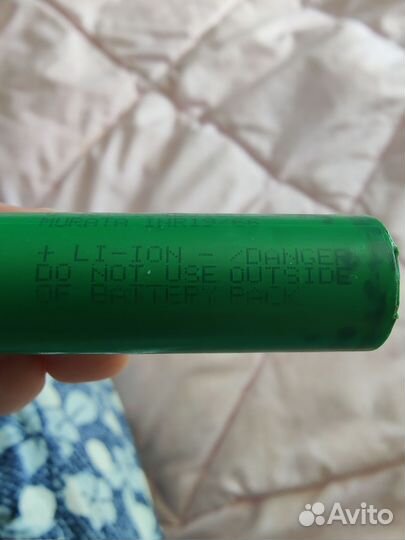 MURATA
+ LI-ION - /DANGER
DO NOT USE OUTSIDE
OF BATTERY PACK
Avito